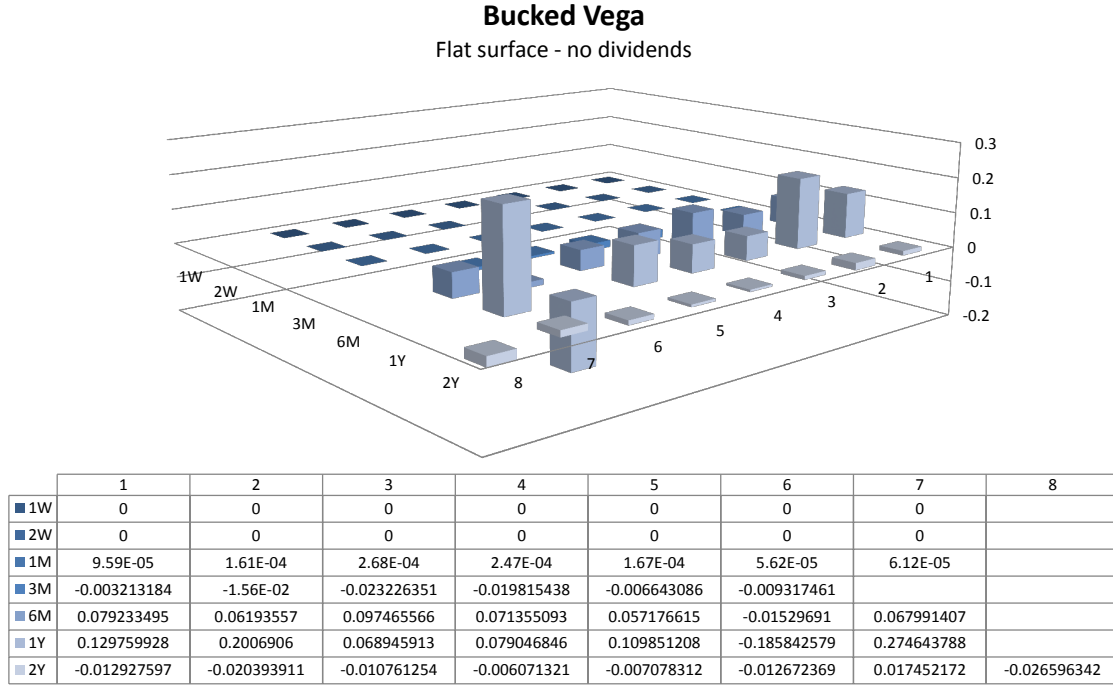 Bucked Vega
Flat surface - no dividends
0.3
0.2
0.1
0
-0.1
-0.2
1W
2W
1M
3M
6M
1Y
2Y
8
7
6
5
4
3
2
1
1 2 3 4 5 6 7 8
1W 0 0 0 0 0 0 0
2W 0 0 0 0 0 0 0
1M 9.59E-05 1.61E-04 2.68E-04 2.47E-04 1.67E-04 5.62E-05 6.12E-05
3M -0.003213184 -1.56E-02 -0.023226351 -0.019815438 -0.006643086 -0.009317461
6M 0.079233495 0.06193557 0.097465566 0.071355093 0.057176615 -0.01529691 0.067991407
1Y 0.129759928 0.2006906 0.068945913 0.079046846 0.109851208 -0.185842579 0.274643788
2Y -0.012927597 -0.020393911 -0.010761254 -0.006071321 -0.007078312 -0.012672369 0.017452172 -0.026596342